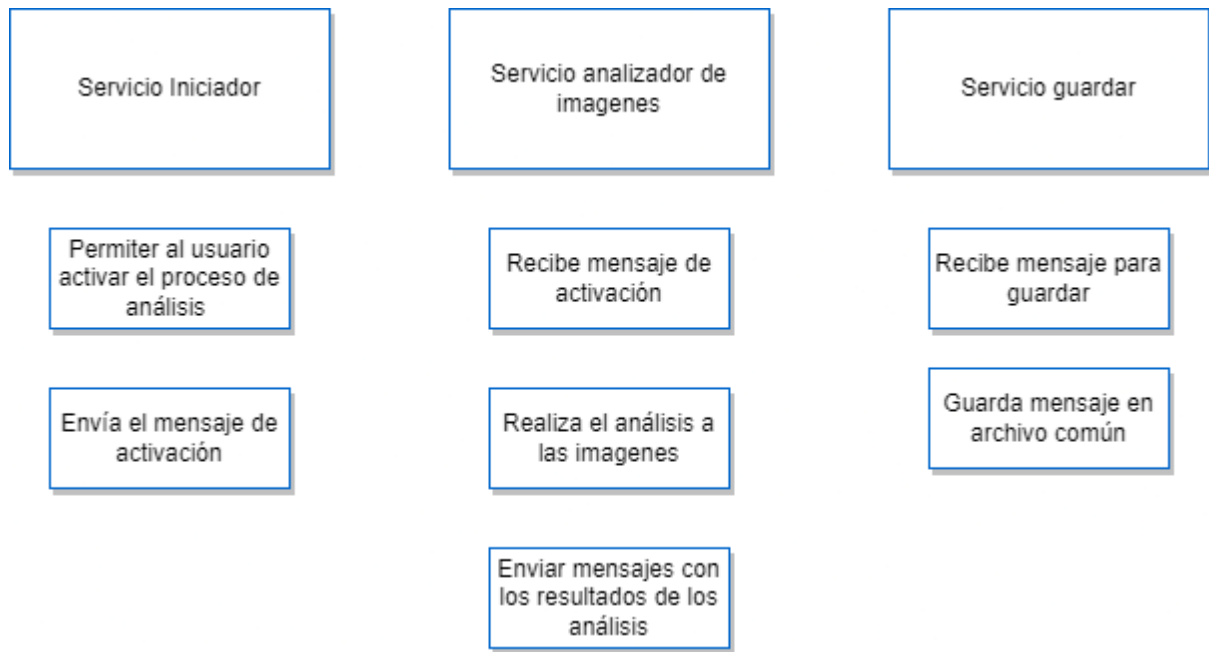 Servicio Iniciador
Servicio analizador de
imagenes
Servicio guardar
Permiter al usuario
activar el proceso de
análisis
Recibe mensaje de
activación
Recibe mensaje para
guardar
Envía el mensaje de
activación
Realiza el análisis a
las imagenes
Guarda mensaje en
archivo común
Enviar mensajes con
los resultados de los
análisis